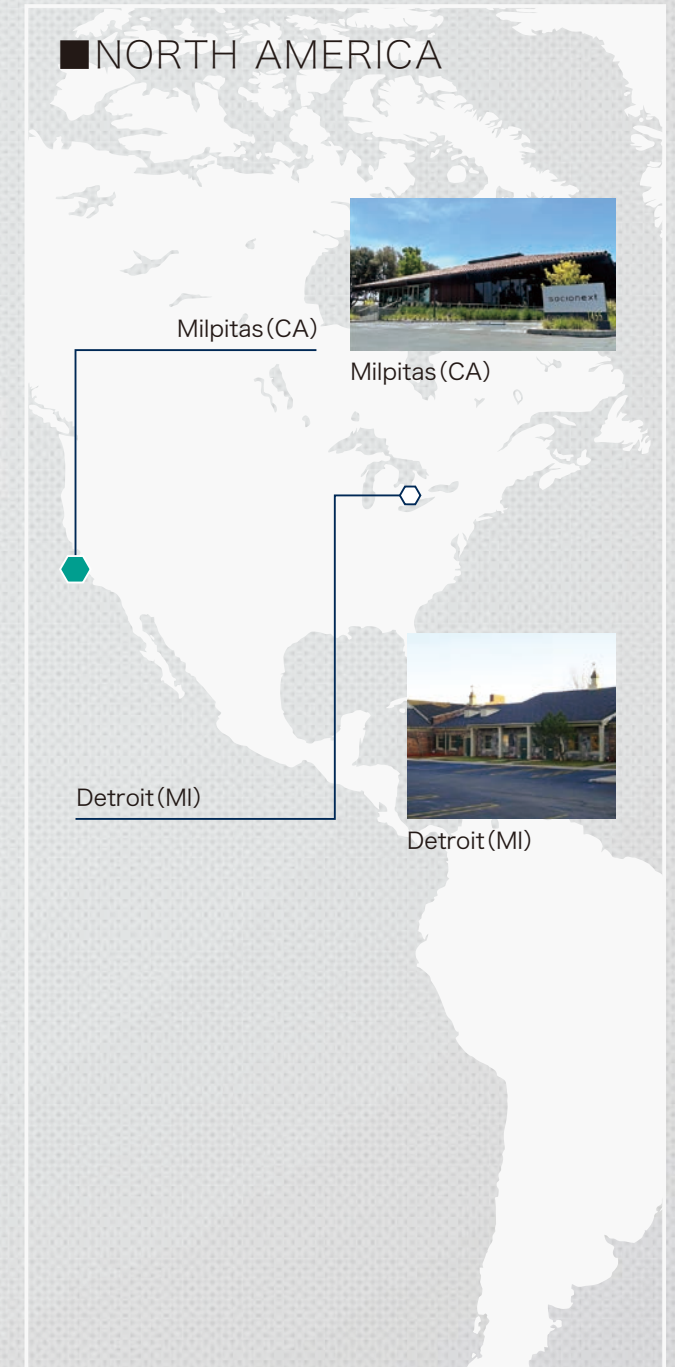 ■NORTH AMERICA
socionext
Milpitas(CA)
Milpitas(CA)
Detroit(MI)
Detroit(MI)